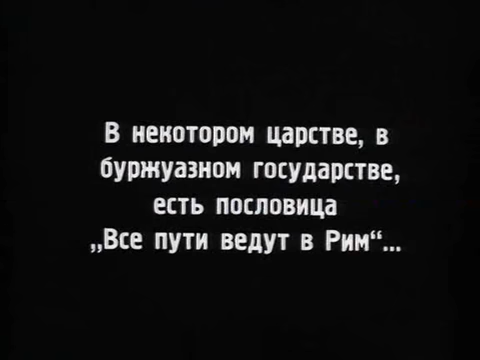 В некотором царстве, в
буржуазном государстве,
есть пословица
„Все пути ведут в Рим“...